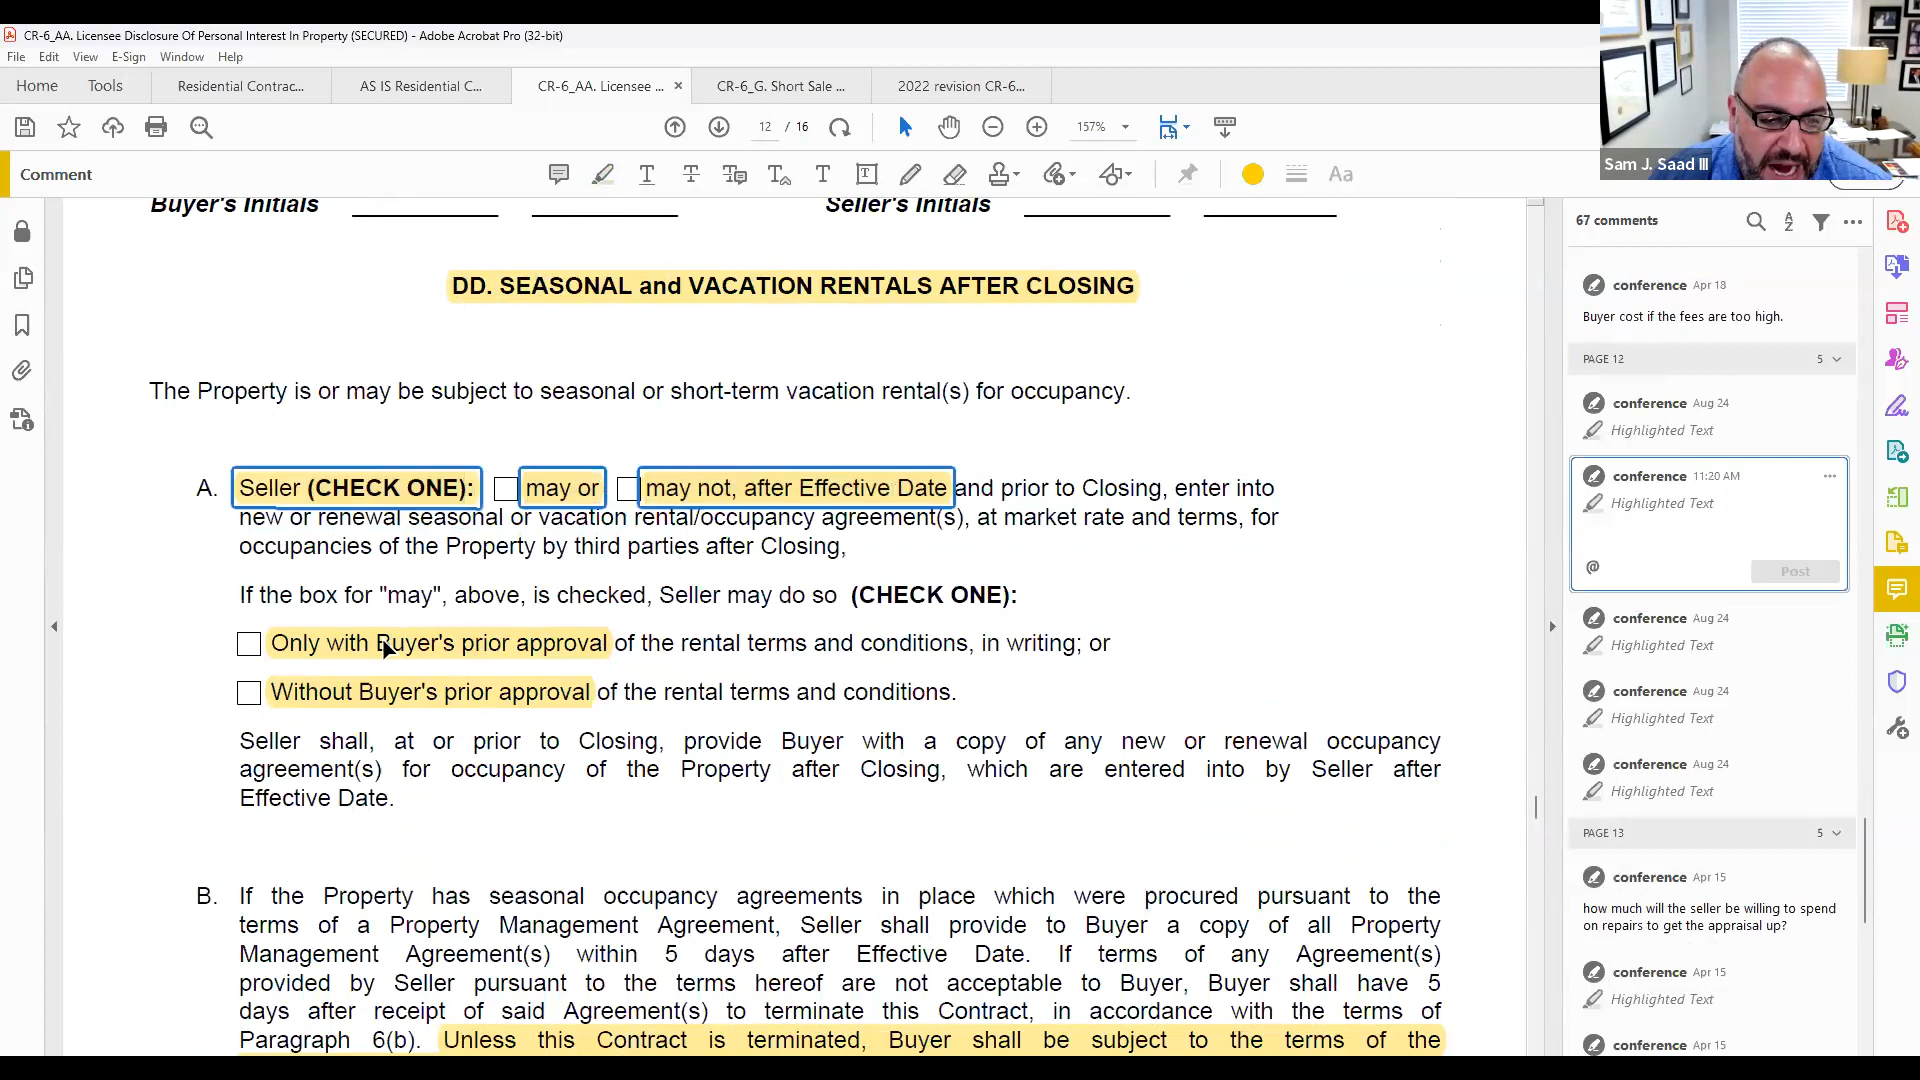 CR-6_AA. Licensee Disclosure Of Personal Interest In Property (SECURED) - Adobe Acrobat Pro (32-bit)
File Edit View E-Sign Window Help
Home Tools Residential Contrac... AS IS Residential C... CR-6_AA. Licensee ... × CR-6_G. Short Sale ... 2022 revision CR-6...
12 / 16 157%
Comment
Sam J. Saad III
Buyer's Initials Seller's Initials
DD. SEASONAL and VACATION RENTALS AFTER CLOSING
The Property is or may be subject to seasonal or short-term vacation rental(s) for occupancy.
A. Seller (CHECK ONE): may or may not, after Effective Date and prior to Closing, enter into
new or renew seasonal or vacation rental/occupancy agreement(s), at market rate and terms, for
occupancies of the Property by third parties after Closing,
If the box for "may", above, is checked, Seller may do so (CHECK ONE):
Only with Buyer's prior approval of the rental terms and conditions, in writing; or
Without Buyer's prior approval of the rental terms and conditions.
Seller shall, at or prior to Closing, provide Buyer with a copy of any new or renewal occupancy
agreement(s) for occupancy of the Property after Closing, which are entered into by Seller after
Effective Date.
B. If the Property has seasonal occupancy agreements in place which were procured pursuant to the
terms of a Property Management Agreement, Seller shall provide to Buyer a copy of all Property
Management Agreement(s) within 5 days after Effective Date. If terms of any Agreement(s)
provided by Seller pursuant to the terms hereof are not acceptable to Buyer, Buyer shall have 5
days after receipt of said Agreement(s) to terminate this Contract, in accordance with the terms of
Paragraph 6(b). Unless this Contract is terminated, Buyer shall be subject to the terms of the
67 comments
conference Apr 18
Buyer cost if the fees are too high.
PAGE 12 5
conference Aug 24
Highlighted Text
conference 11:20 AM
Highlighted Text
@ Post
conference Aug 24
Highlighted Text
conference Aug 24
Highlighted Text
conference Aug 24
Highlighted Text
PAGE 13 5
conference Apr 15
how much will the seller be willing to spend
on repairs to get the appraisal up?
conference Apr 15
Highlighted Text
conference Apr 15